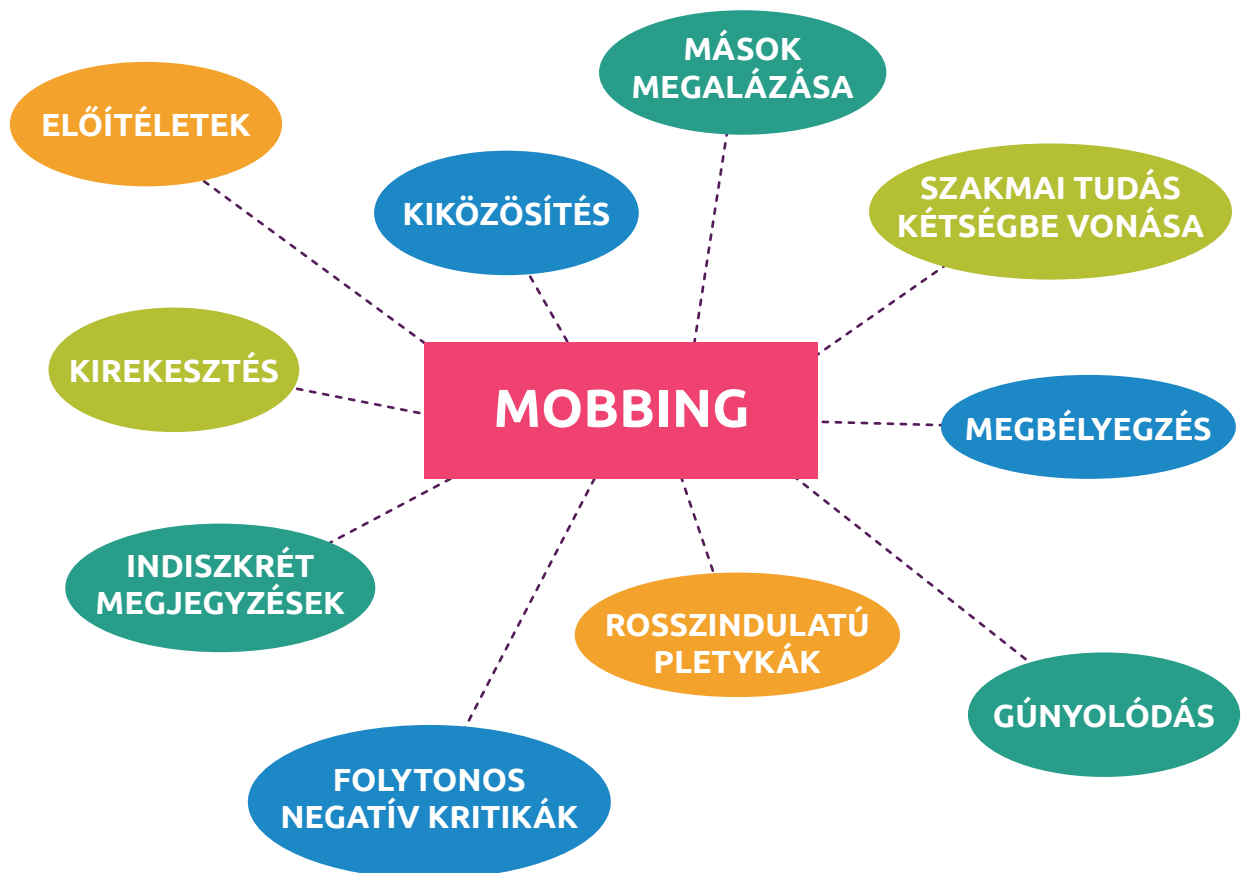 MÁSOK
MEGALÁZÁSA
ELŐÍTÉLETEK
KIKÖZÖSÍTÉS
SZAKMAI TUDÁS
KÉTSÉGBE VONÁSA
KIREKESZTÉS
MOBBING
MEGBÉLYEGZÉS
INDISZKRÉT
MEGJEGYZÉSEK
ROSSZINDULATÚ
PLETYKÁK
GÚNYOLÓDÁS
FOLYTONOS
NEGATÍV KRITIKÁK